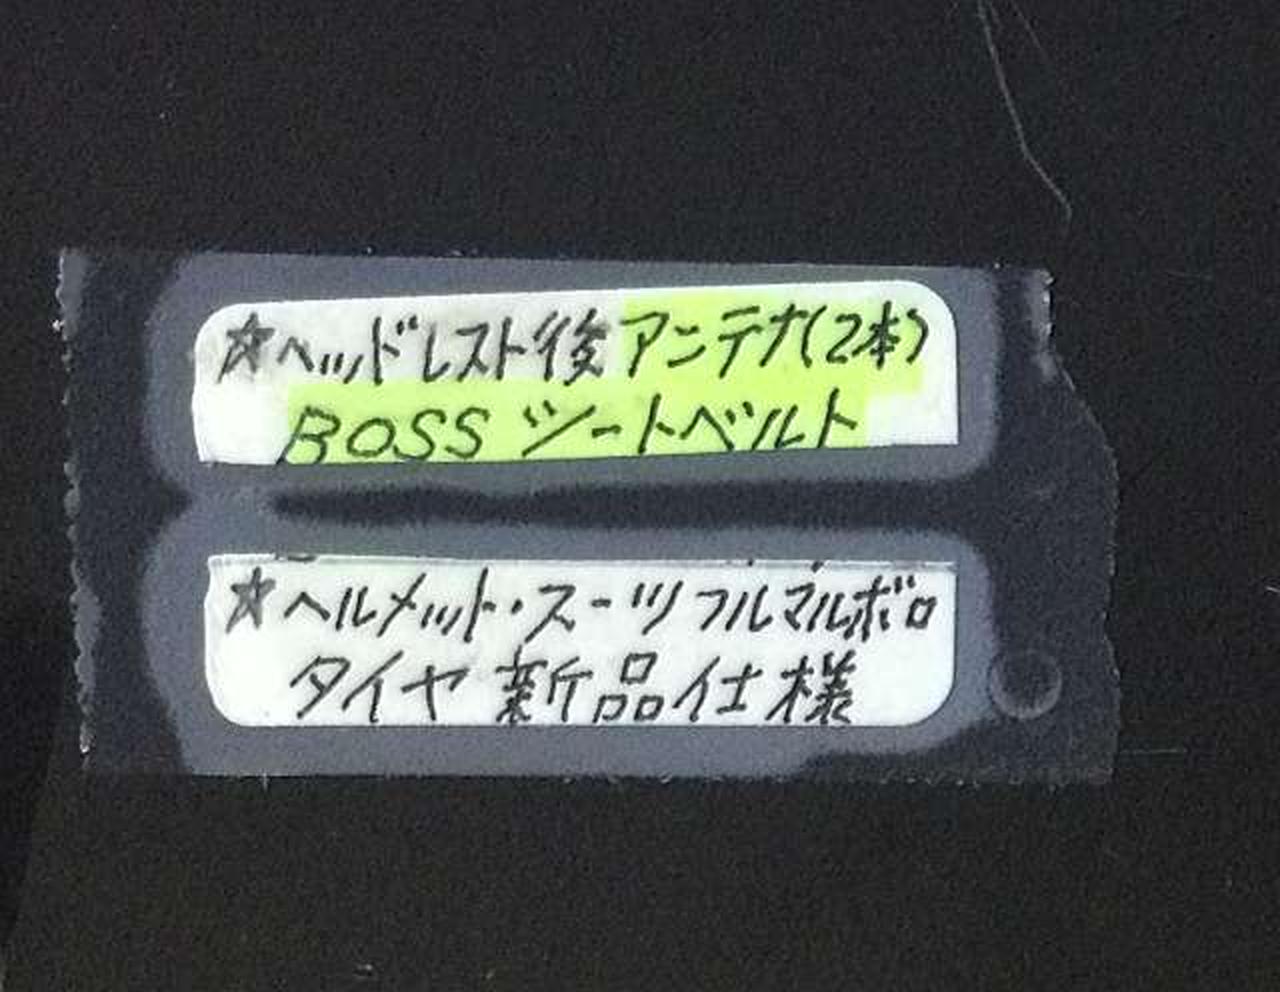 ☆ヘッドレスト後アンテナ(2本)
BOSS シートベルト
☆ヘルメット・スーツ フルマルボロ
タイヤ 新品仕様